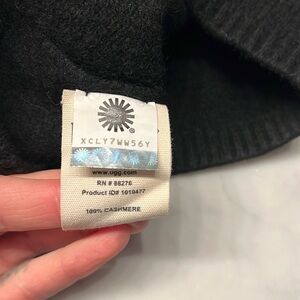 XCLY7WW56Y
www.ugg.com
RN # 88276
Product ID# 1019477
100% CASHMERE